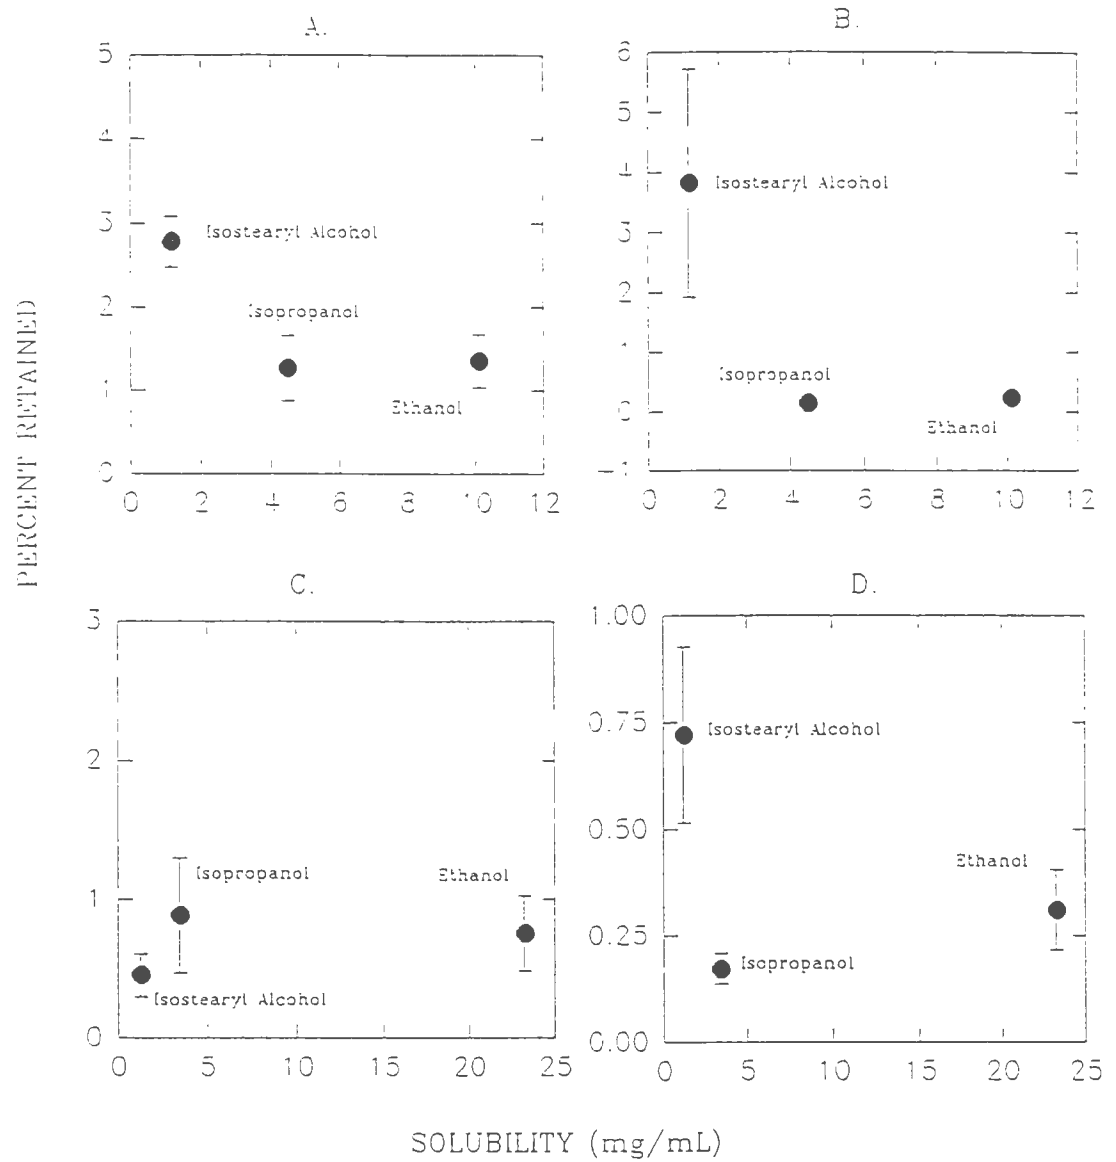 A.
5
4
3
2
1
0
Isostearyl Alcohol
Isopropanol
Ethanol
0 2 4 6 8 10 12
B.
6
5
4
3
2
1
0
-1
Isostearyl Alcohol
Isopropanol
Ethanol
0 2 4 6 8 10 12
PERCENT RETAINED
C.
3
2
1
0
Isopropanol
Ethanol
Isostearyl Alcohol
0 5 10 15 20 25
D.
1.00
0.75
0.50
0.25
0.00
Isostearyl Alcohol
Ethanol
Isopropanol
0 5 10 15 20 25
SOLUBILITY (mg/mL)